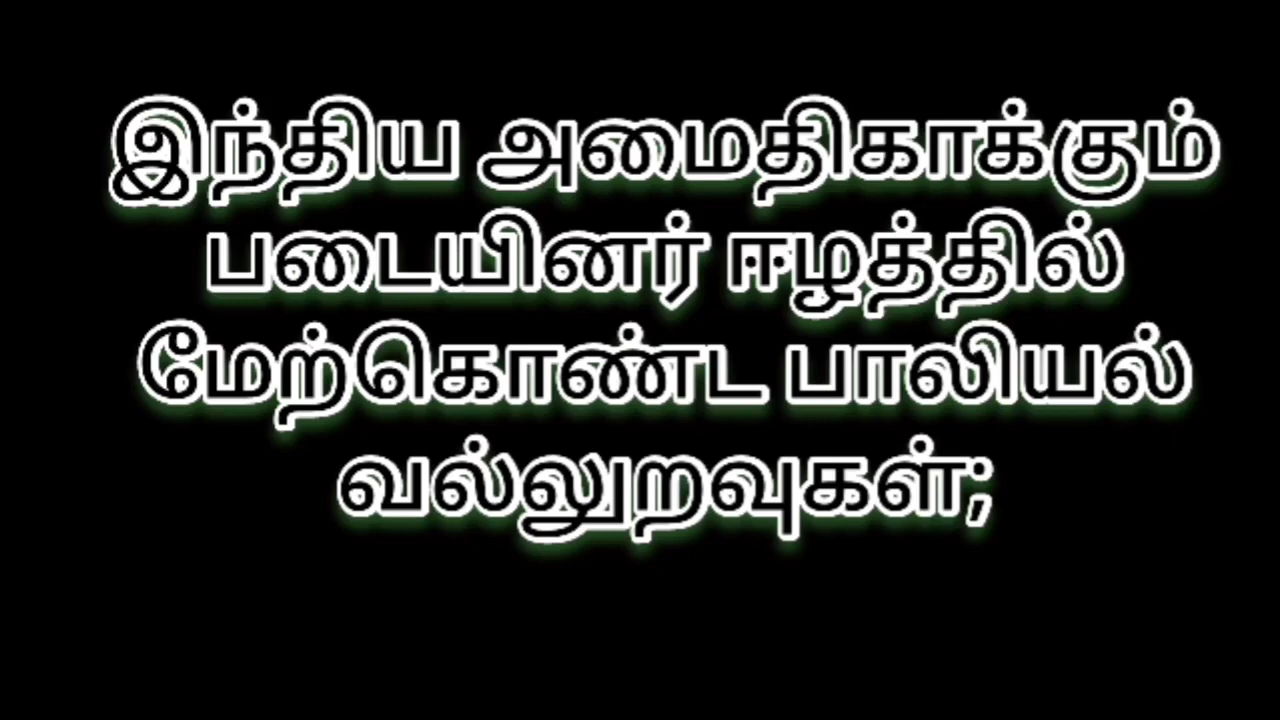 இந்திய அமைதிகாக்கும்
படையினர் ஈழத்தில்
மேற்கொண்ட பாலியல்
வல்லுறவுகள்;